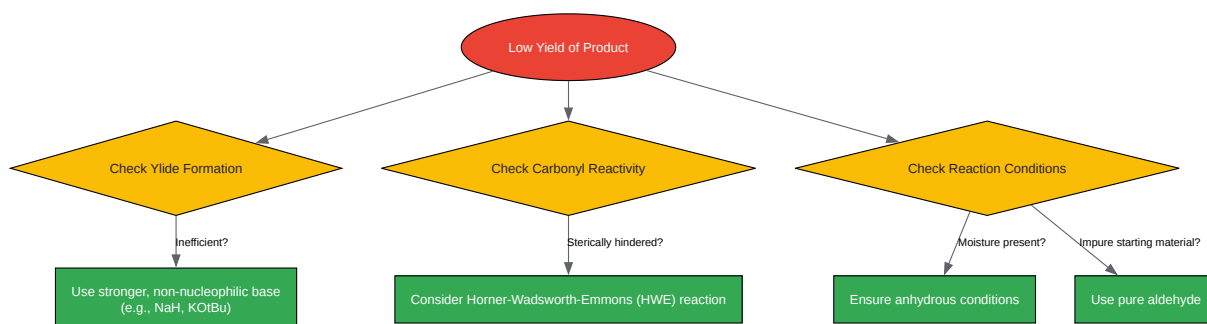 Low Yield of Product
Check Ylide Formation
Check Carbonyl Reactivity
Check Reaction Conditions
Inefficient?
Sterically hindered?
Moisture present?
Impure starting material?
Use stronger, non-nucleophilic base
(e.g., NaH, KOtBu)
Consider Horner-Wadsworth-Emmons (HWE) reaction
Ensure anhydrous conditions
Use pure aldehyde